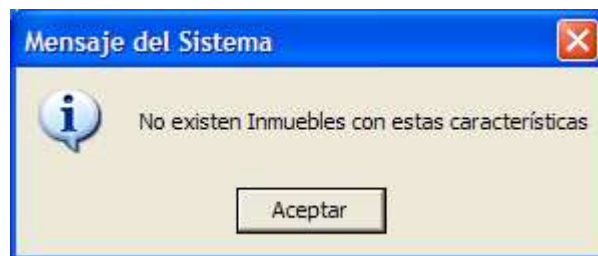 Mensaje del Sistema
No existen Inmuebles con estas características
Aceptar